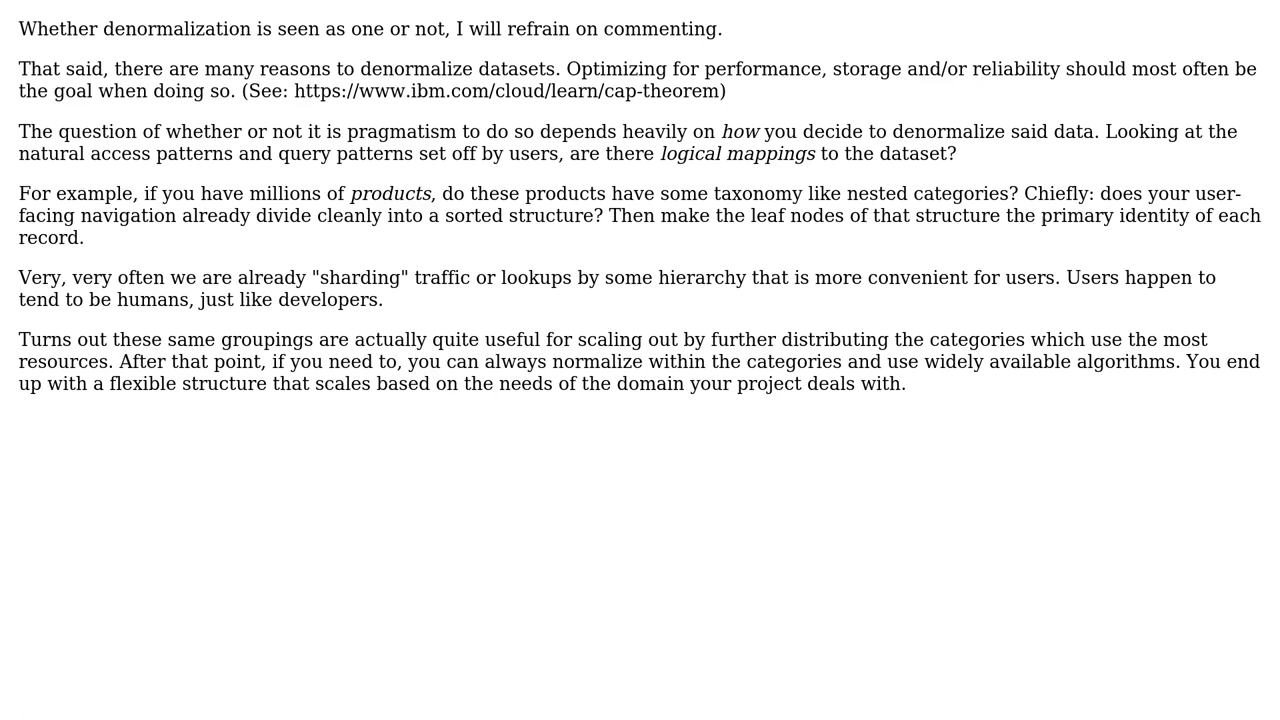 Whether denormalization is seen as one or not, I will refrain on commenting.
That said, there are many reasons to denormalize datasets. Optimizing for performance, storage and/or reliability should most often be
the goal when doing so. (See: https://www.ibm.com/cloud/learn/cap-theorem)
The question of whether or not it is pragmatism to do so depends heavily on how you decide to denormalize said data. Looking at the
natural access patterns and query patterns set off by users, are there logical mappings to the dataset?
For example, if you have millions of products, do these products have some taxonomy like nested categories? Chiefly: does your user-
facing navigation already divide cleanly into a sorted structure? Then make the leaf nodes of that structure the primary identity of each
record.
Very, very often we are already "sharding" traffic or lookups by some hierarchy that is more convenient for users. Users happen to
tend to be humans, just like developers.
Turns out these same groupings are actually quite useful for scaling out by further distributing the categories which use the most
resources. After that point, if you need to, you can always normalize within the categories and use widely available algorithms. You end
up with a flexible structure that scales based on the needs of the domain your project deals with.